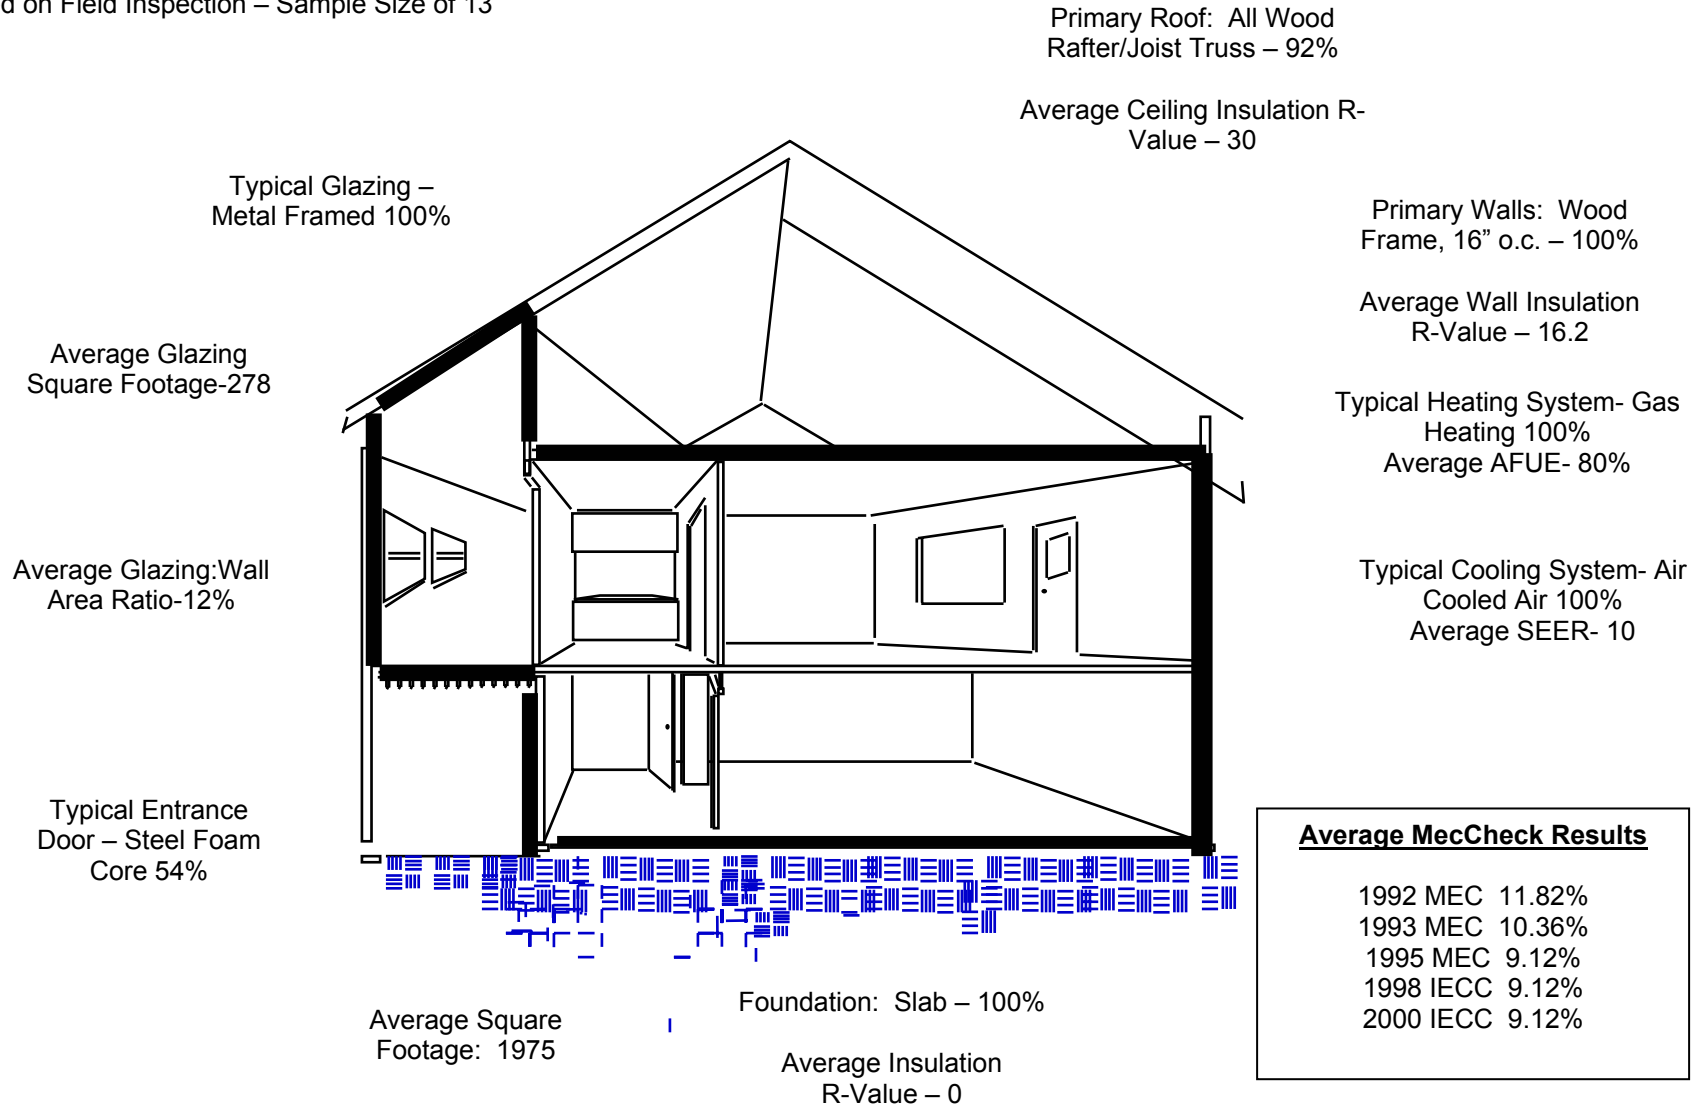 d on Field Inspection – Sample Size of 13
Primary Roof:  All Wood
Rafter/Joist Truss – 92%
Average Ceiling Insulation R-
Value – 30
Typical Glazing –
Metal Framed 100%
Primary Walls:  Wood
Frame, 16” o.c. – 100%
Average Wall Insulation
R-Value – 16.2
Average Glazing
Square Footage-278
Typical Heating System- Gas
Heating 100%
Average AFUE- 80%
Average Glazing:Wall
Area Ratio-12%
Typical Cooling System- Air
Cooled Air 100%
Average SEER- 10
Typical Entrance
Door – Steel Foam
Core 54%
Average MecCheck Results
1992 MEC  11.82%
1993 MEC  10.36%
1995 MEC  9.12%
1998 IECC  9.12%
2000 IECC  9.12%
Average Square
Footage:  1975
Foundation:  Slab – 100%
Average Insulation
R-Value – 0